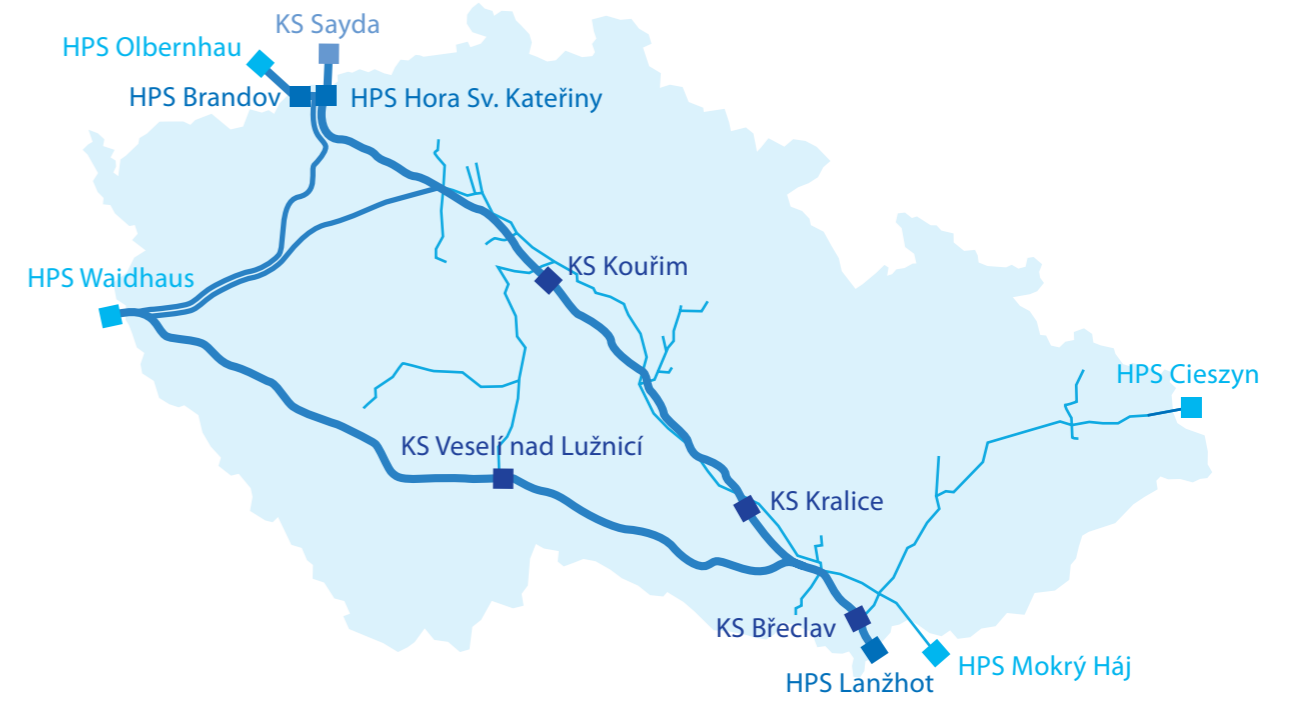 KS Sayda
HPS Olbernhau
HPS Brandov
HPS Hora Sv. Kateřiny
KS Kouřim
HPS Waidhaus
HPS Cieszyn
KS Veselí nad Lužnicí
KS Kralice
KS Břeclav
HPS Mokrý Háj
HPS Lanžhot